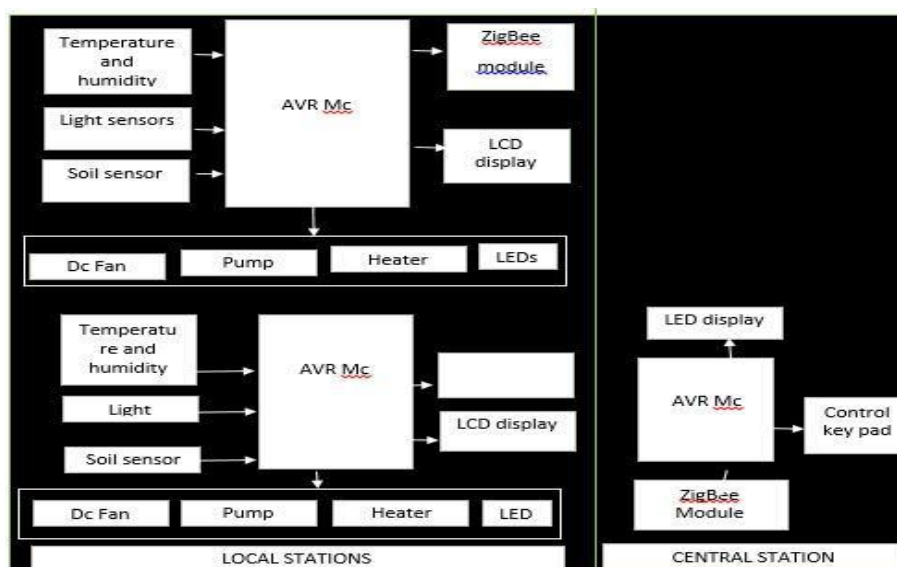 Temperature
and
humidity
Light sensors
Soil sensor
AVR Mc
ZigBee
module
LCD
display
Dc Fan
Pump
Heater
LEDs
Temperatu
re and
humidity
Light
Soil sensor
AVR Mc
LCD display
Dc Fan
Pump
Heater
LED
LOCAL STATIONS
LED display
AVR Mc
Control
key pad
ZigBee
Module
CENTRAL STATION